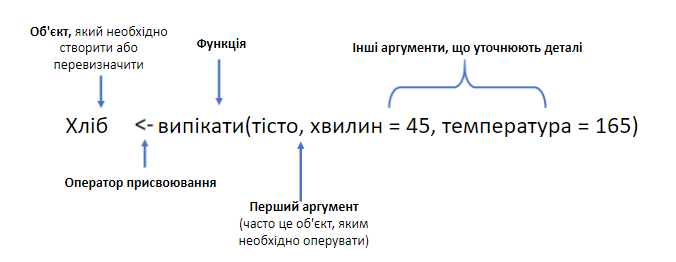 Об'єкт, який необхідно
створити або
перевизначити
Функція
Інші аргументи, що уточнюють деталі
Хліб <- випікати(тісто, хвилин = 45, температура = 165)
Оператор присвоювання
Перший аргумент
(часто це об'єкт, яким
необхідно оперувати)